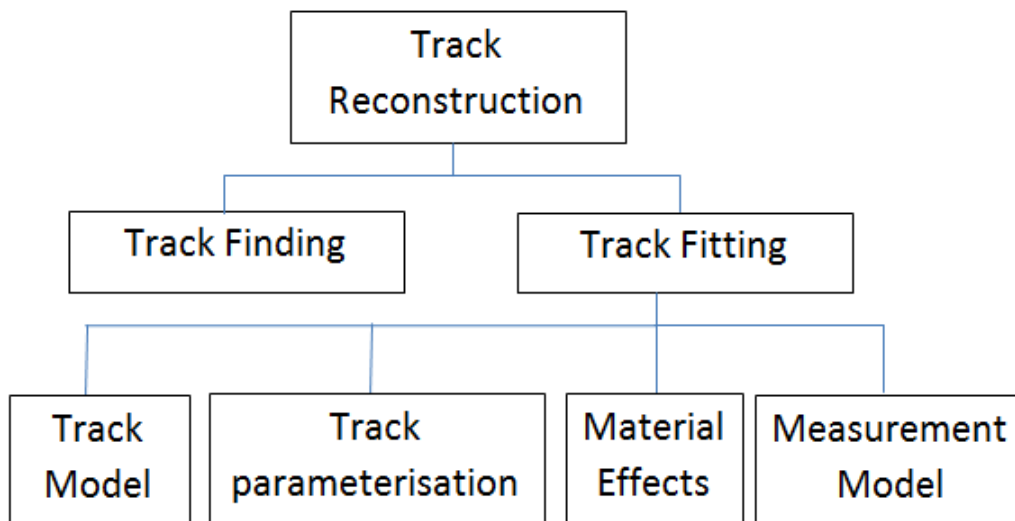 Track
Reconstruction
Track Finding
Track Fitting
Track
Model
Track
parameterisation
Material
Effects
Measurement
Model